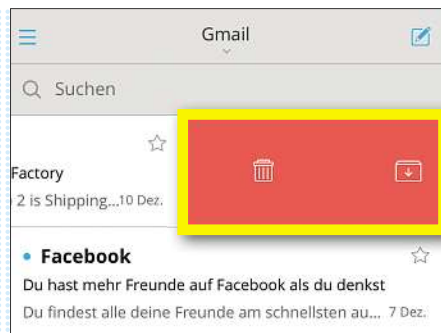 Gmail
Suchen
Factory
2 is Shipping...10 Dez.
Facebook
Du hast mehr Freunde auf Facebook als du denkst
Du findest alle deine Freunde am schnellsten au... 7 Dez.